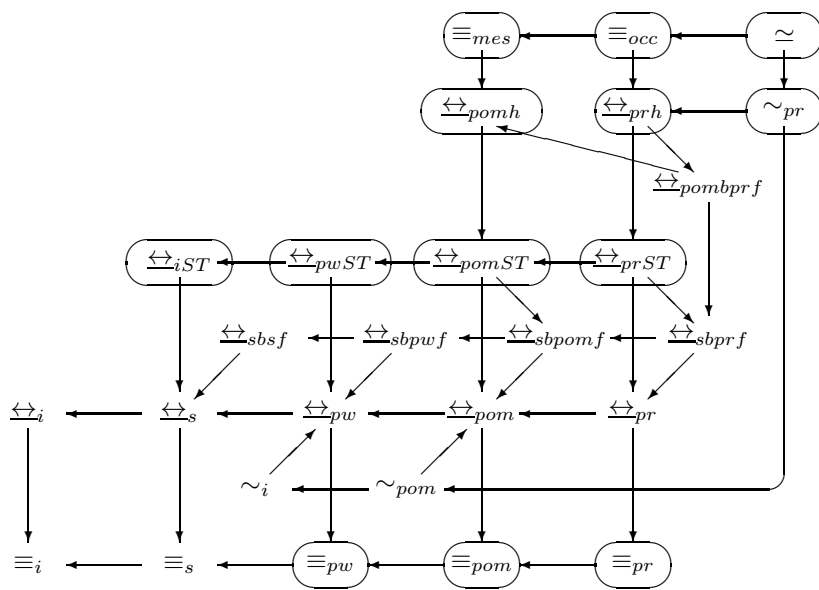 ≡mes ≡occ ≃
↔pomh ↔prh ∼pr
↔pombprf
↔iST ↔pwST ↔pomST ↔prST
↔sbsf ↔sbpwf ↔sbpomf ↔sbprf
↔i ↔s ↔pw ↔pom ↔pr
∼i ∼pom
≡i ≡s ≡pw ≡pom ≡pr